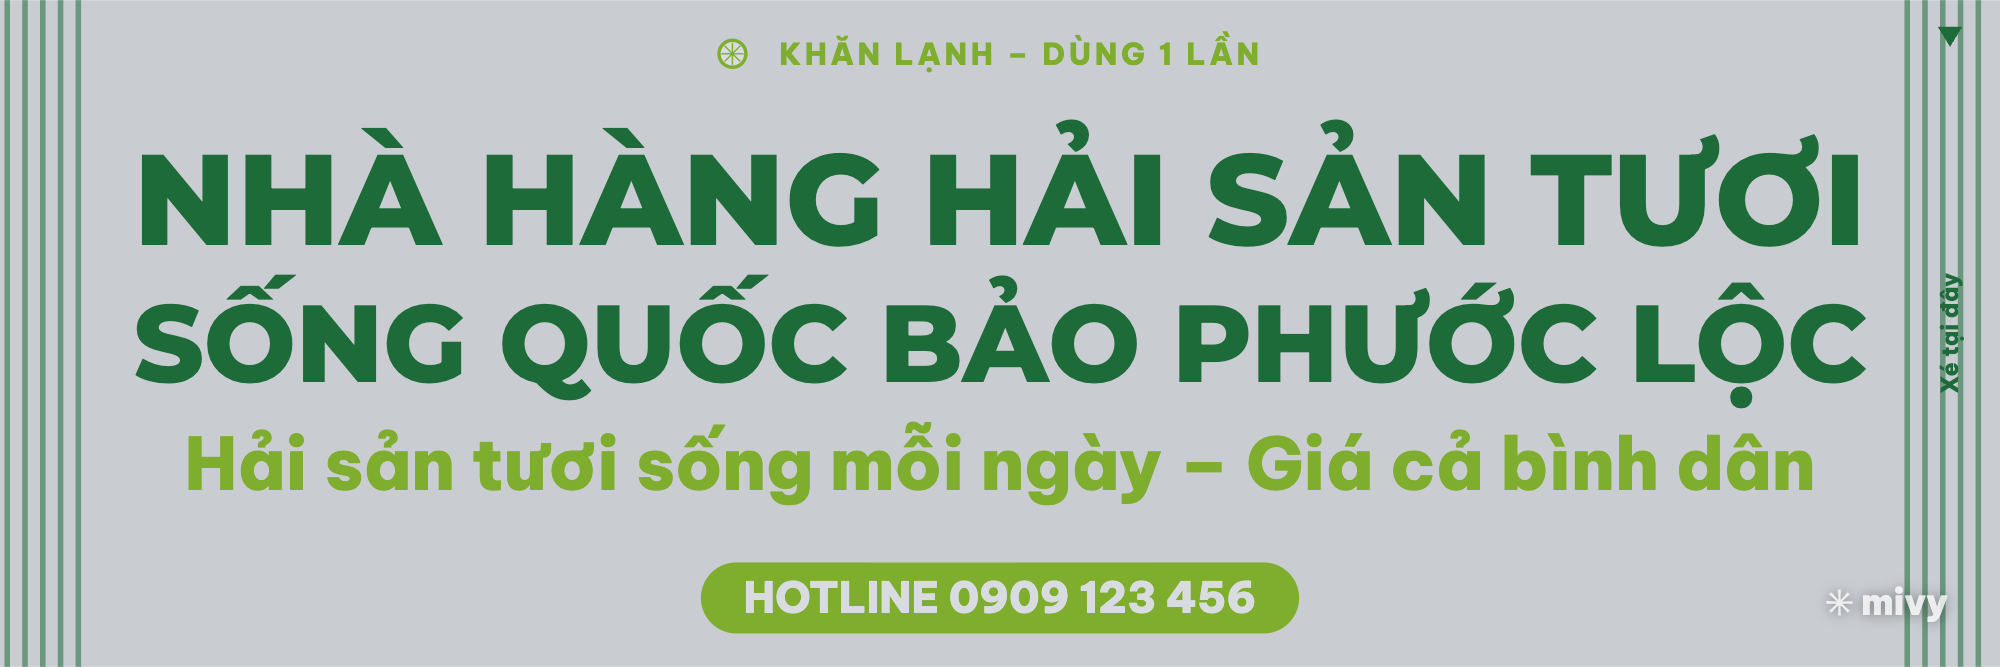 KHĂN LẠNH – DÙNG 1 LẦN
NHÀ HÀNG HẢI SẢN TƯƠI
SỐNG QUỐC BẢO PHƯỚC LỘC
Hải sản tươi sống mỗi ngày – Giá cả bình dân
HOTLINE 0909 123 456
Xé tại đây
mivy